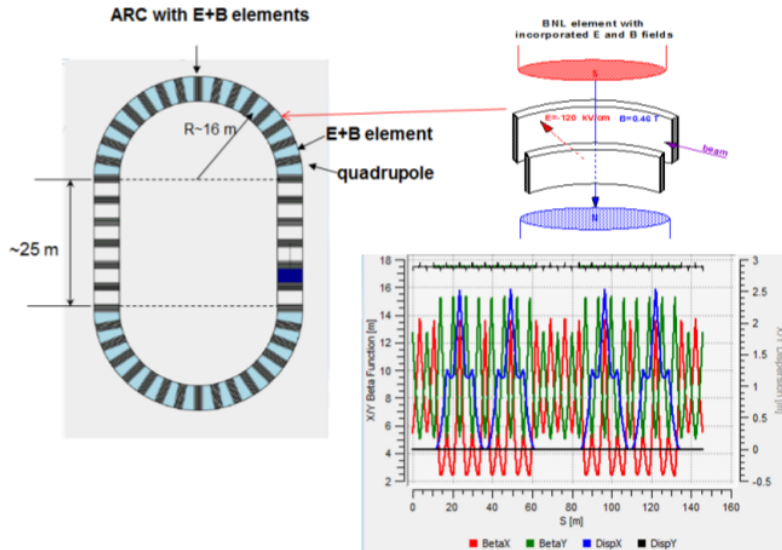 ARC with E+B elements
R~16 m
E+B element
quadrupole
~25 m
BNL element with
incorporated E and B fields
S
E=-120 kV/cm B=0.46 T
beam
N
18
16
14
12
10
8
6
4
2
X/Y Beta Function [m]
3
2.5
2
1.5
1
0.5
0
-0.5
X/Y Dispersion [m]
0 20 40 60 80 100 120 140 160
S [m]
BetaX BetaY DispX DispY